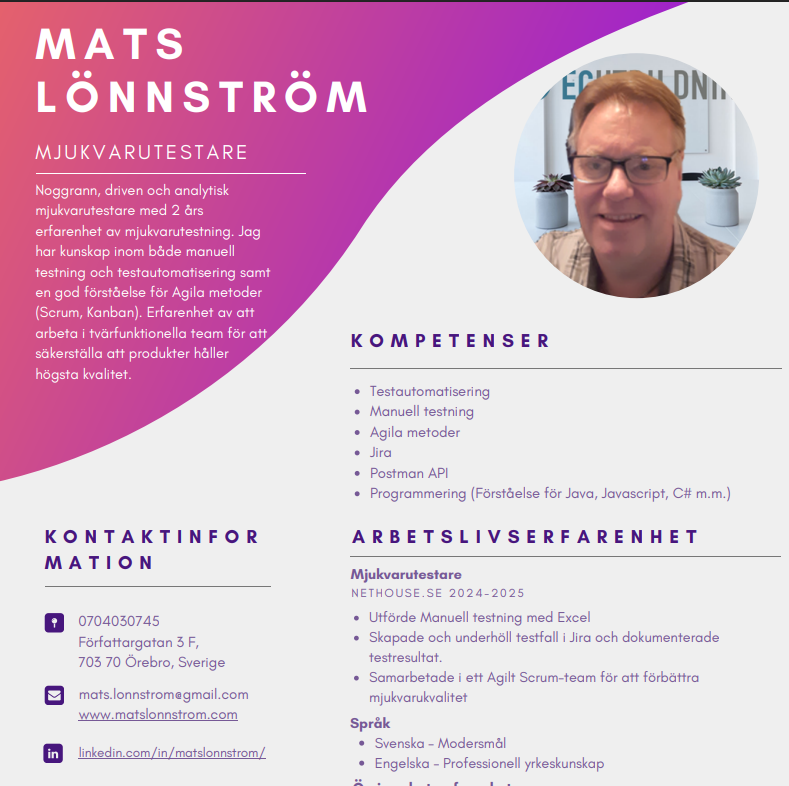 MATS
LÖNNSTRÖM
MJUKVARUTESTARE
Noggrann, driven och analytisk
mjukvarutestare med 2 års
erfarenhet av mjukvarutestning. Jag
har kunskap inom både manuell
testning och testautomatisering samt
en god förståelse för Agila metoder
(Scrum, Kanban). Erfarenhet av att
arbeta i tvärfunktionella team för att
säkerställa att produkter håller
högsta kvalitet.
KONTAKTINFOR
MATION
0704030745
Författargatan 3 F,
703 70 Örebro, Sverige
mats.lonnstrom@gmail.com
www.matslonnstrom.com
in
linkedin.com/in/matslonnstrom/
KOMPETENSER
• Testautomatisering
• Manuell testning
• Agila metoder
• Jira
• Postman API
• Programmering (Förståelse för Java, Javascript, C# m.m.)
ARBETSLIVSERFARENHET
Mjukvarutestare
NETHOUSE.SE 2024-2025
• Utförde Manuell testning med Excel
• Skapade och underhöll testfall i Jira och dokumenterade
testresultat.
• Samarbetade i ett Agilt Scrum-team för att förbättra
mjukvarukvalitet
Språk
• Svenska - Modersmål
• Engelska - Professionell yrkeskunskap